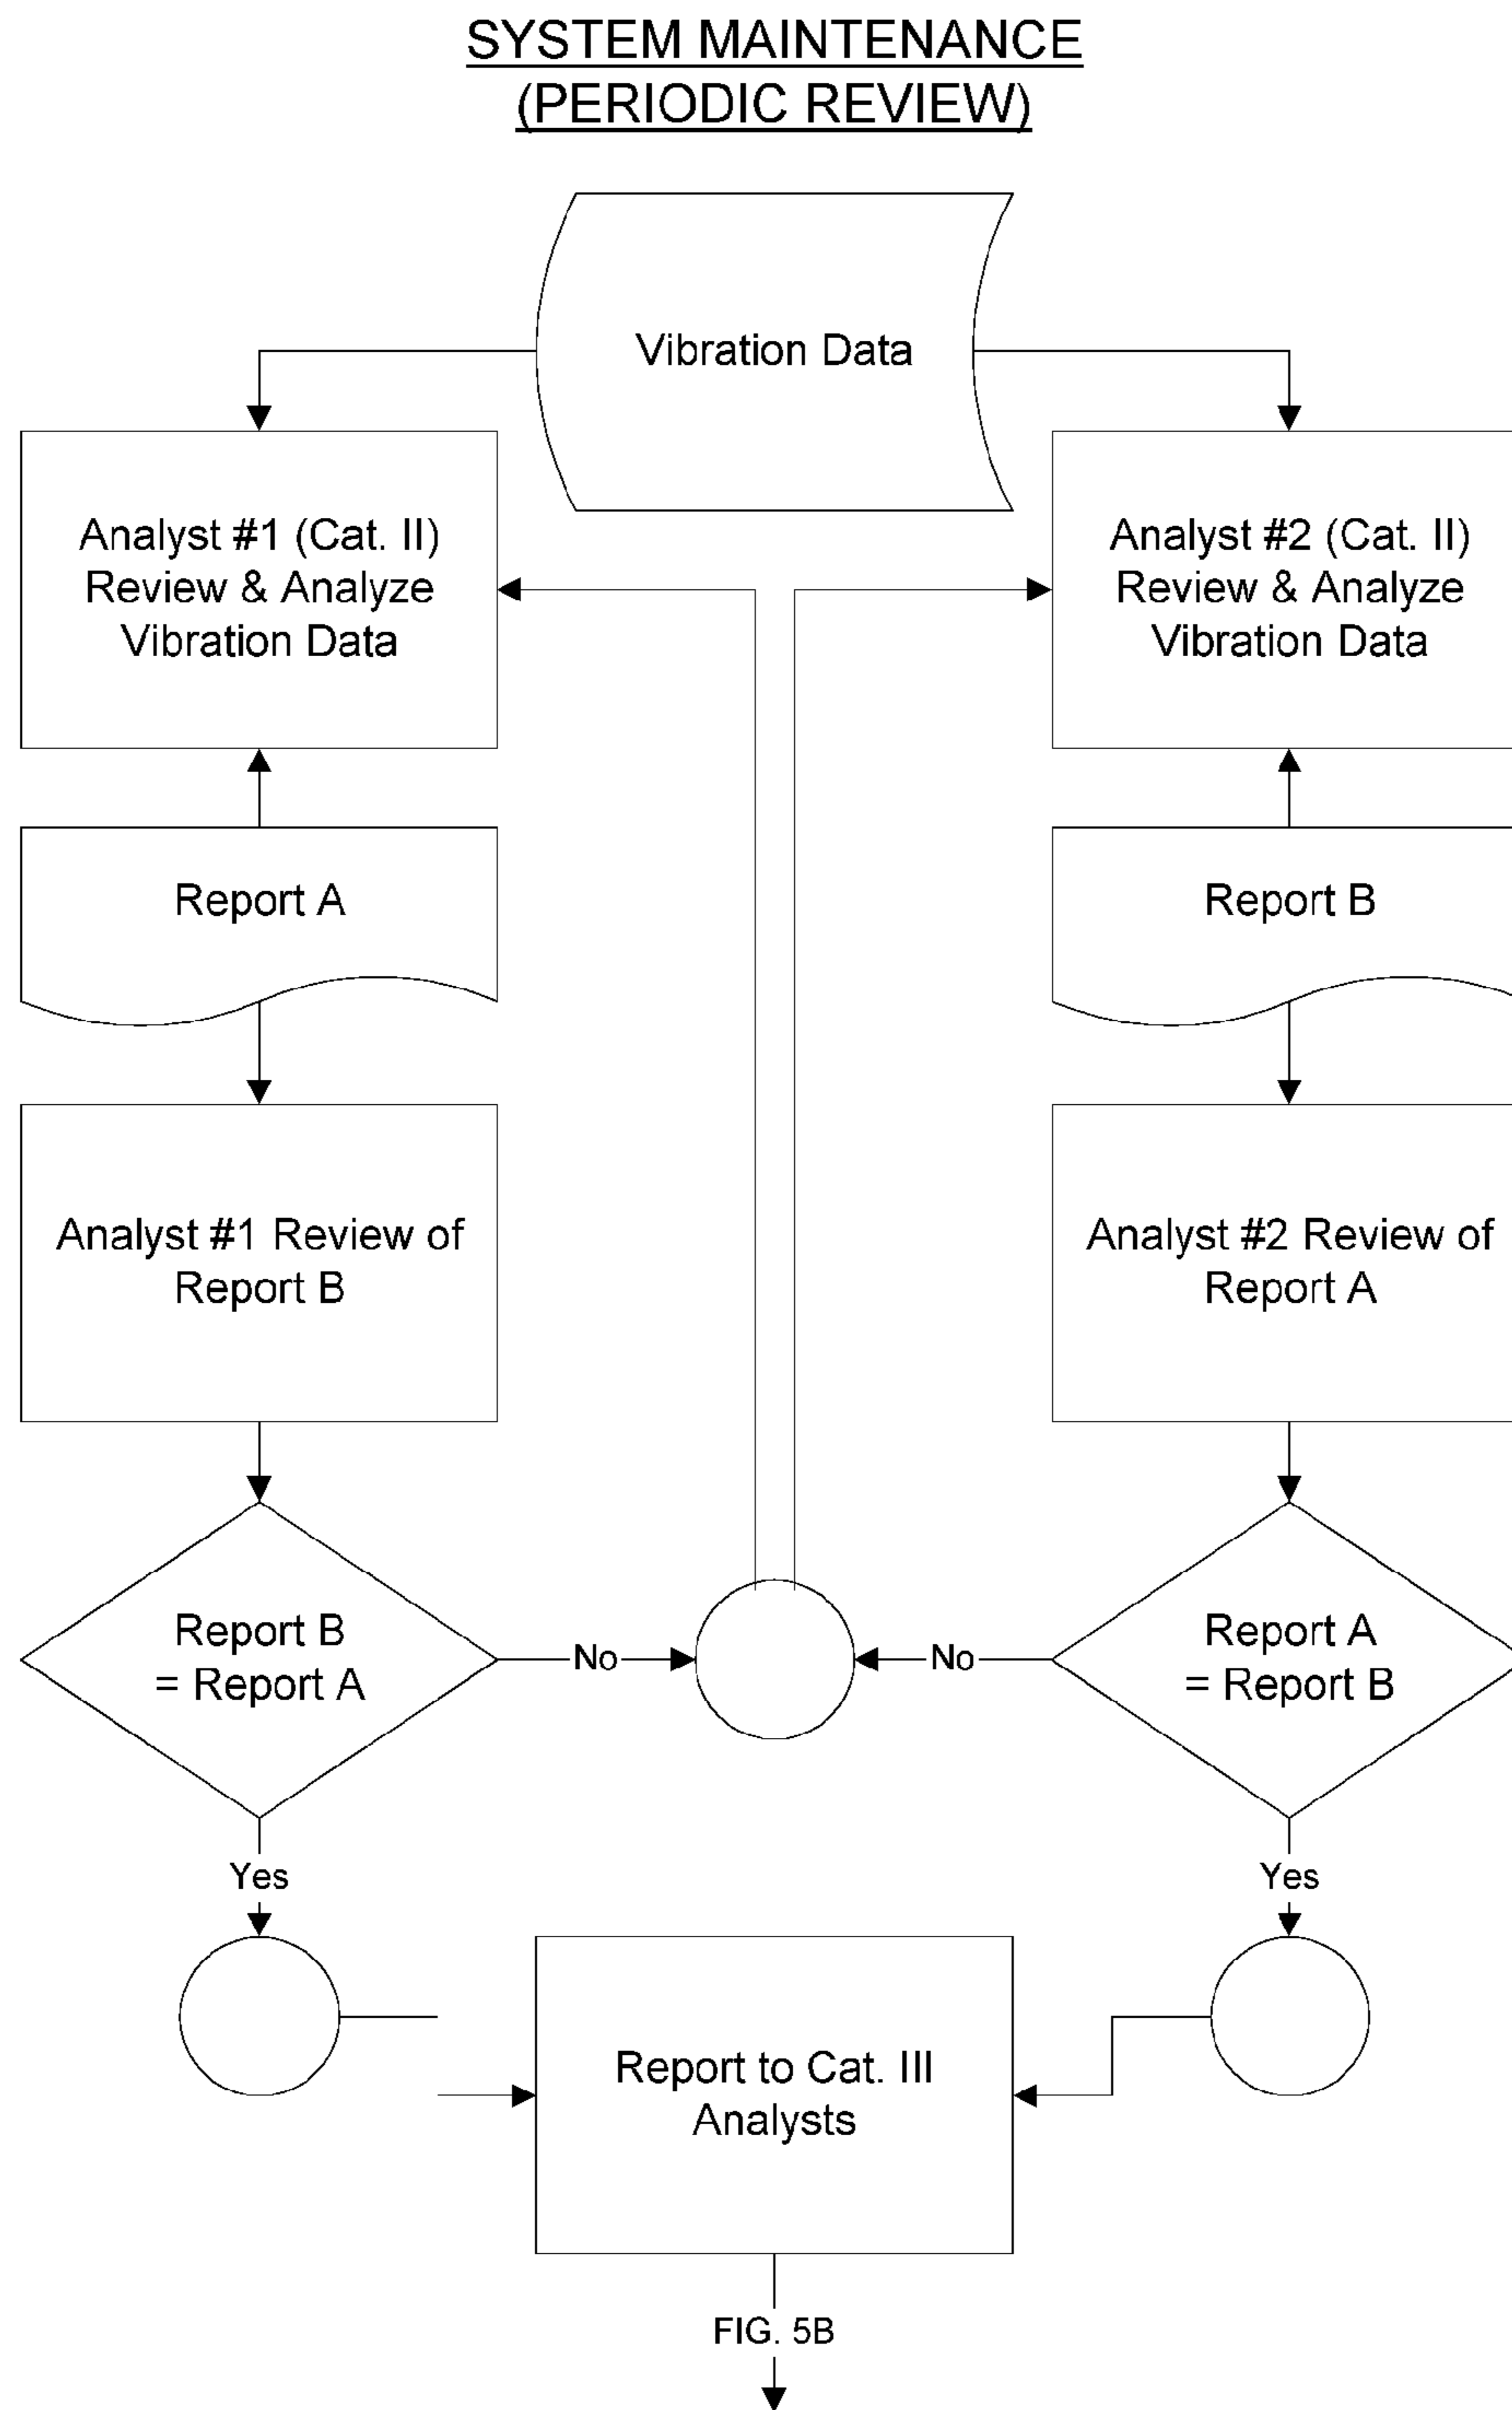 SYSTEM MAINTENANCE
(PERIODIC REVIEW)
Vibration Data
Analyst #1 (Cat. II)
Review & Analyze
Vibration Data
Analyst #2 (Cat. II)
Review & Analyze
Vibration Data
Report A
Report B
Analyst #1 Review of
Report B
Analyst #2 Review of
Report A
Report B
= Report A
No
No
Report A
= Report B
Yes
Yes
Report to Cat. III
Analysts
FIG. 5B